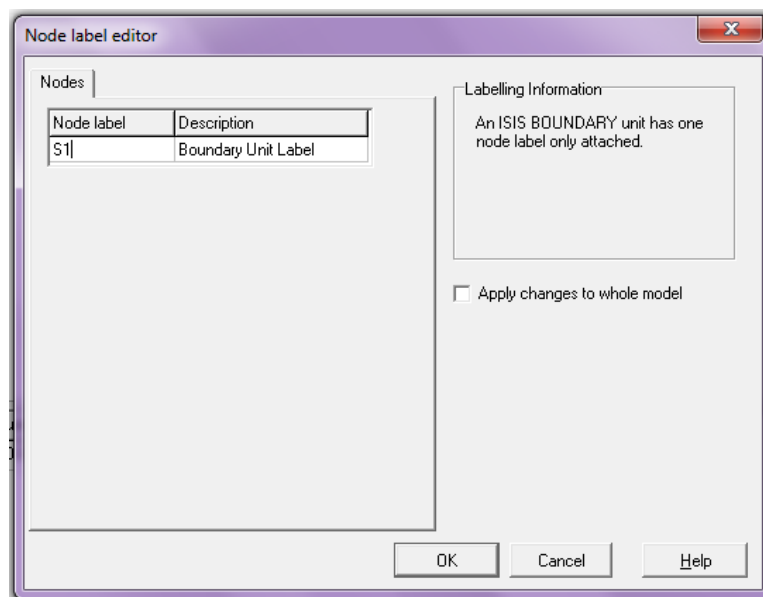 Node label editor
Nodes
Node label Description
S1 Boundary Unit Label
Labelling Information
An ISIS BOUNDARY unit has one
node label only attached.
Apply changes to whole model
OK Cancel Help